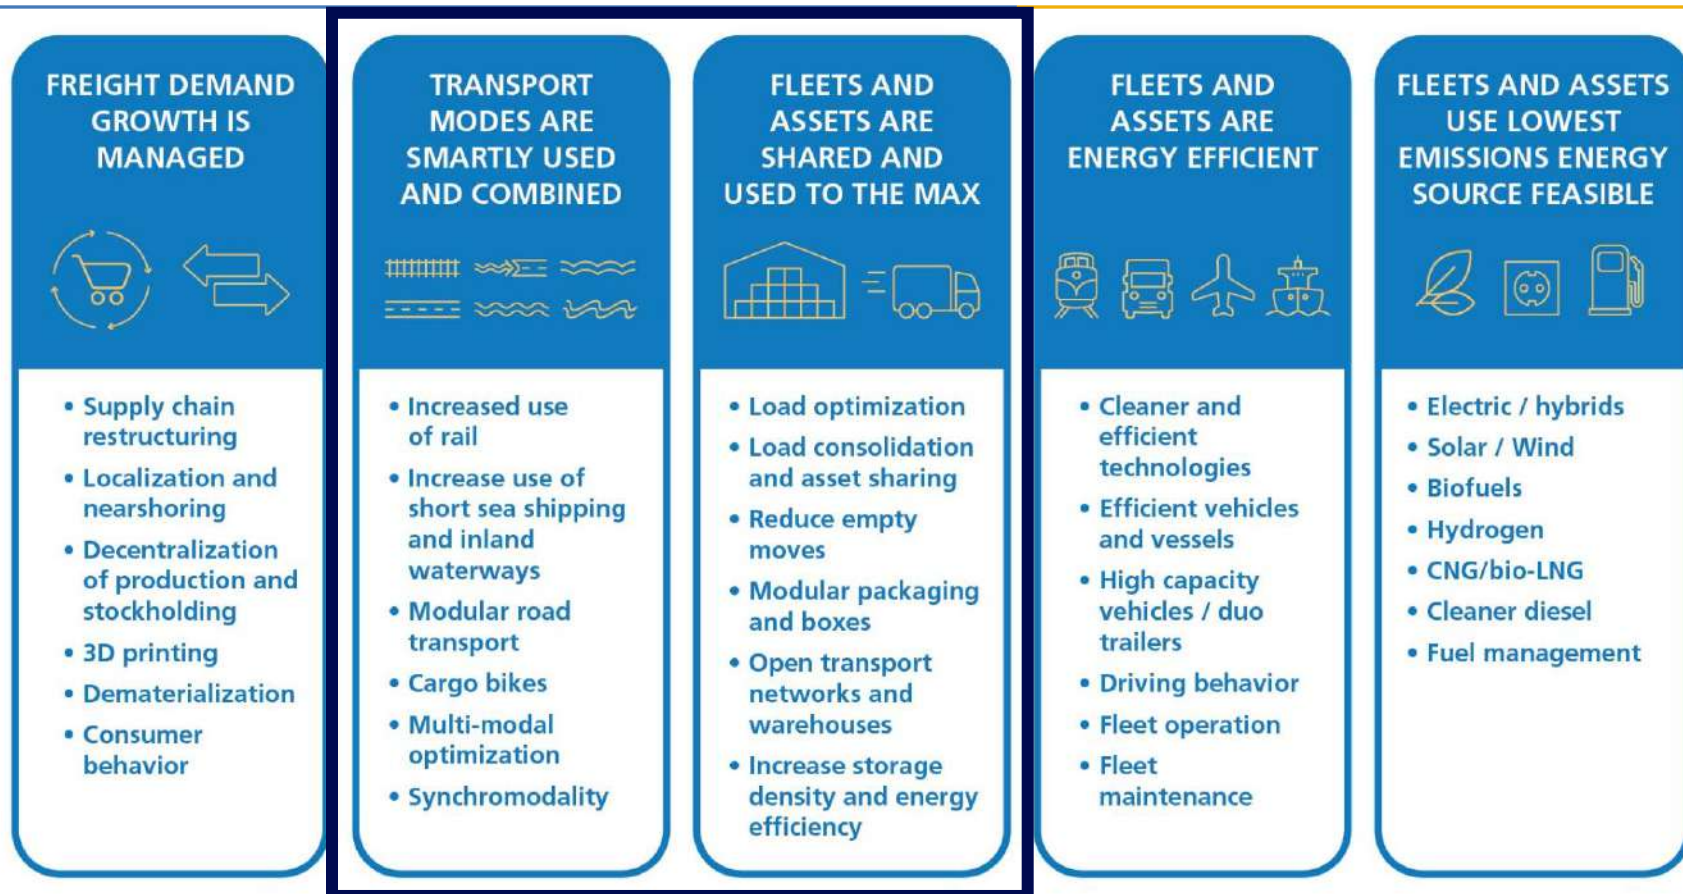 FREIGHT DEMAND
GROWTH IS
MANAGED
• Supply chain
restructuring
• Localization and
nearshoring
• Decentralization
of production and
stockholding
• 3D printing
• Dematerialization
• Consumer
behavior
TRANSPORT
MODES ARE
SMARTLY USED
AND COMBINED
• Increased use
of rail
• Increase use of
short sea shipping
and inland
waterways
• Modular road
transport
• Cargo bikes
• Multi-modal
optimization
• Synchromodality
FLEETS AND
ASSETS ARE
SHARED AND
USED TO THE MAX
• Load optimization
• Load consolidation
and asset sharing
• Reduce empty
moves
• Modular packaging
and boxes
• Open transport
networks and
warehouses
• Increase storage
density and energy
efficiency
FLEETS AND
ASSETS ARE
ENERGY EFFICIENT
• Cleaner and
efficient
technologies
• Efficient vehicles
and vessels
• High capacity
vehicles / duo
trailers
• Driving behavior
• Fleet operation
• Fleet
maintenance
FLEETS AND ASSETS
USE LOWEST
EMISSIONS ENERGY
SOURCE FEASIBLE
• Electric / hybrids
• Solar / Wind
• Biofuels
• Hydrogen
• CNG/bio-LNG
• Cleaner diesel
• Fuel management